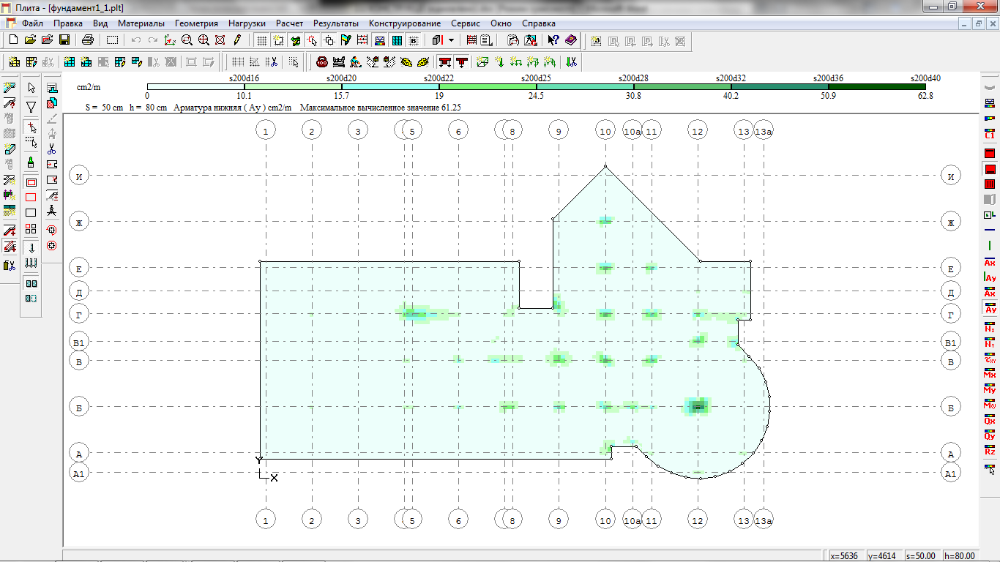 Плита - [фундамент1_1.plt]
Файл Правка Вид Материалы Геометрия Нагрузки Расчет Результаты Конструирование Сервис Окно Справка
s200d16 s200d20 s200d22 s200d25 s200d28 s200d32 s200d36 s200d40
cm2/m
0 10.1 15.7 19 24.5 30.8 40.2 50.9 62.8
S = 50 cm h = 80 cm Арматура нижняя ( Ay ) cm2/m Максимальное вычисленное значение 61.25
1 2 3 5 6 8 9 10 10а 11 12 13 13а
И И
Ж Ж
Е Е
Д Д
Г Г
В1 В1
В В
Б Б
А А
Y
А1 А1
X
1 2 3 5 6 8 9 10 10а 11 12 13 13а
C1
Ax
Ay
Ax
Ay
Nx
Ny
τxy
Mx
My
Mxy
Qx
Qy
Rz
x=5636 y=4614 s=50.00 h=80.00